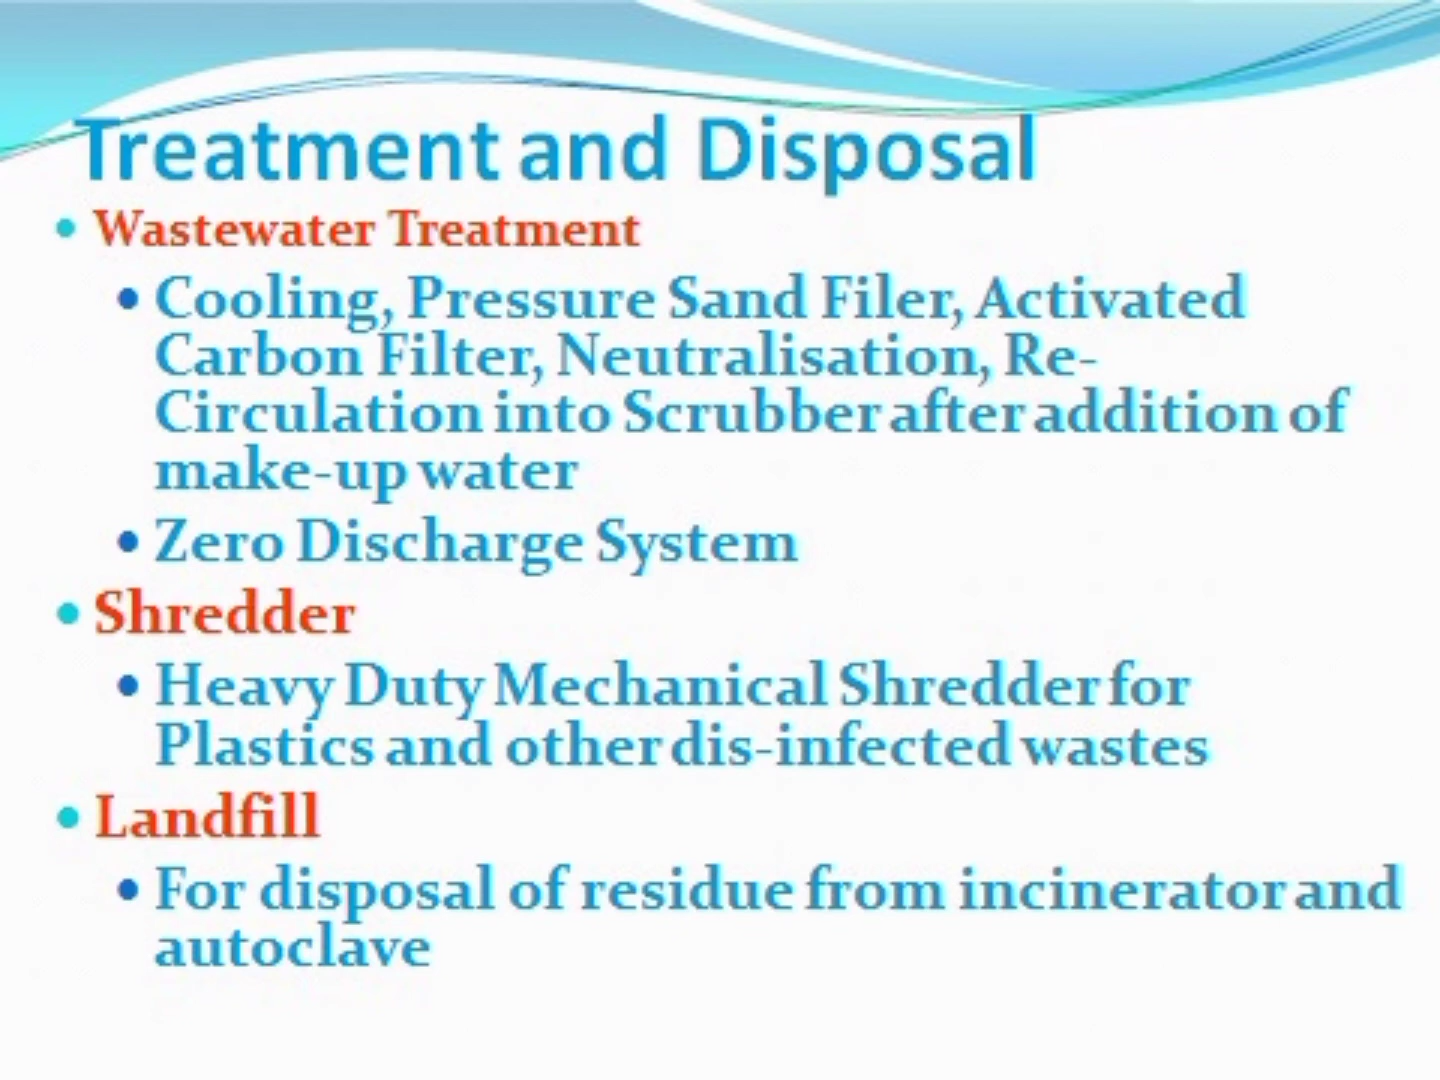 Treatment and Disposal
Wastewater Treatment
Cooling, Pressure Sand Filer, Activated
Carbon Filter, Neutralisation, Re-
Circulation into Scrubber after addition of
make-up water
Zero Discharge System
Shredder
Heavy Duty Mechanical Shredder for
Plastics and other dis-infected wastes
Landfill
For disposal of residue from incinerator and
autoclave